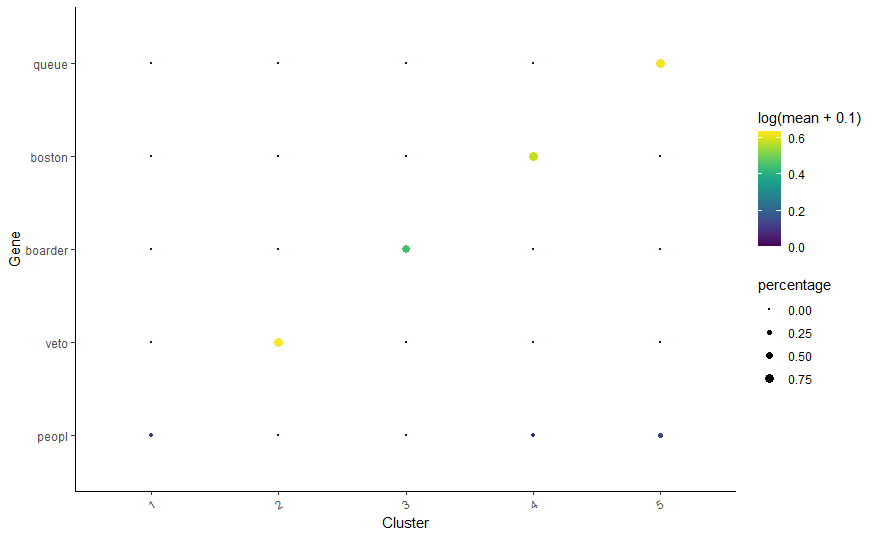 queue
boston
boarder
veto
peopl
Gene
1
2
3
4
5
Cluster
log(mean + 0.1)
0.6
0.4
0.2
0.0
percentage
0.00
0.25
0.50
0.75